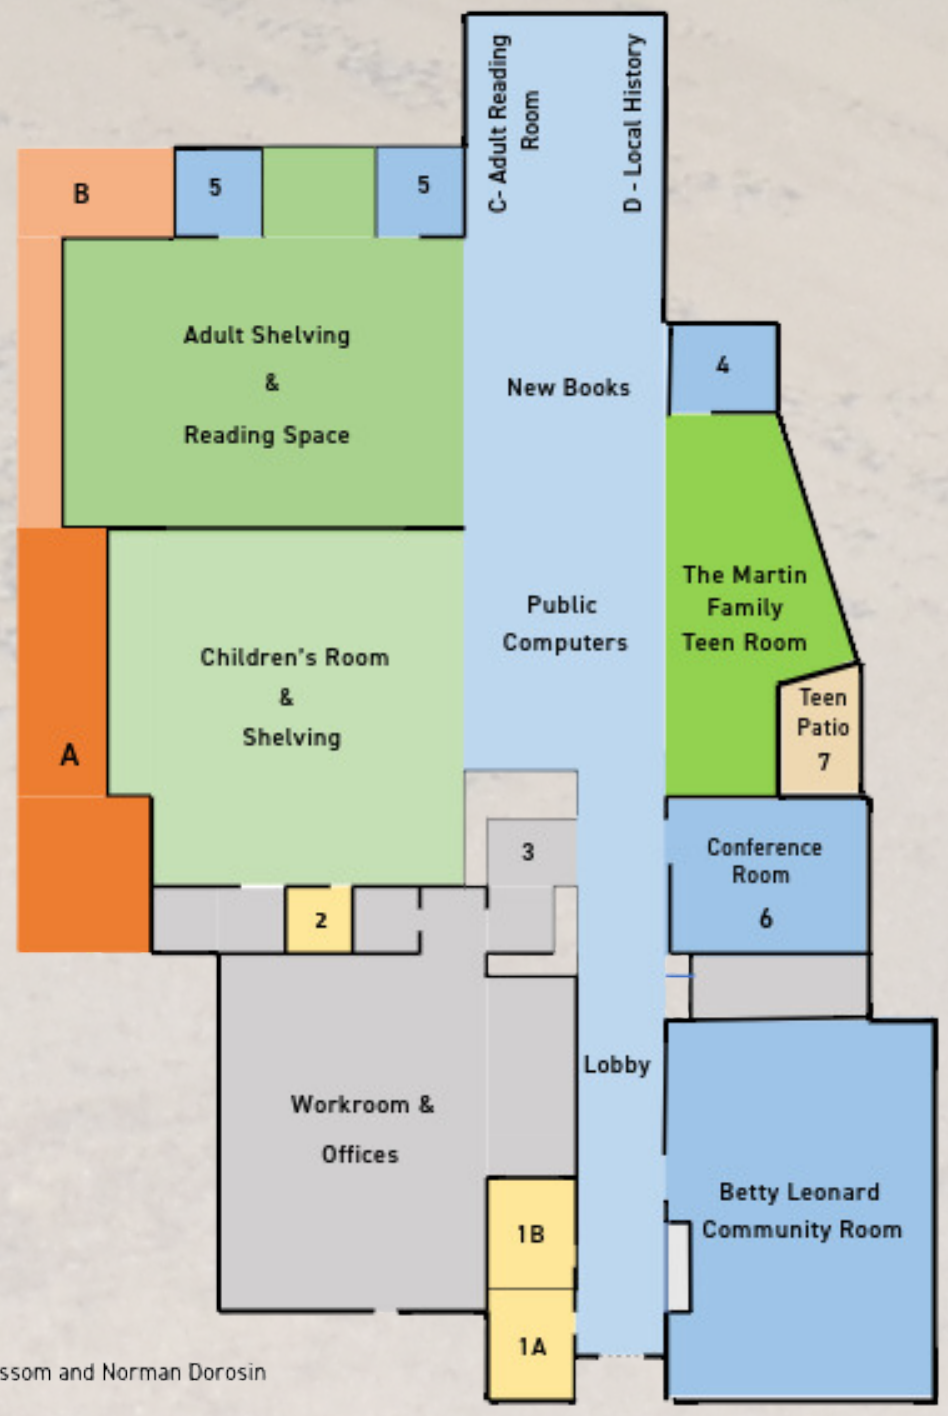 C- Adult Reading
Room
D - Local History
B
5
5
Adult Shelving
&
Reading Space
New Books
4
The Martin
Family
Teen Room
Public
Computers
Children's Room
&
Shelving
A
Teen
Patio
7
3
Conference
Room
6
2
Lobby
Workroom &
Offices
Betty Leonard
Community Room
1B
1A
ssom and Norman Dorosin